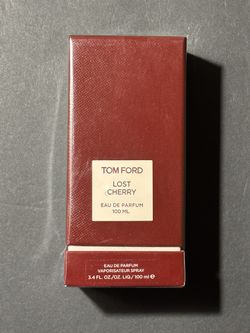 TOM FORD
LOST
CHERRY
EAU DE PARFUM
100 ML
EAU DE PARFUM
VAPORISATEUR SPRAY
3.4 FL. OZ./OZ. LIQ./100 ml ℮